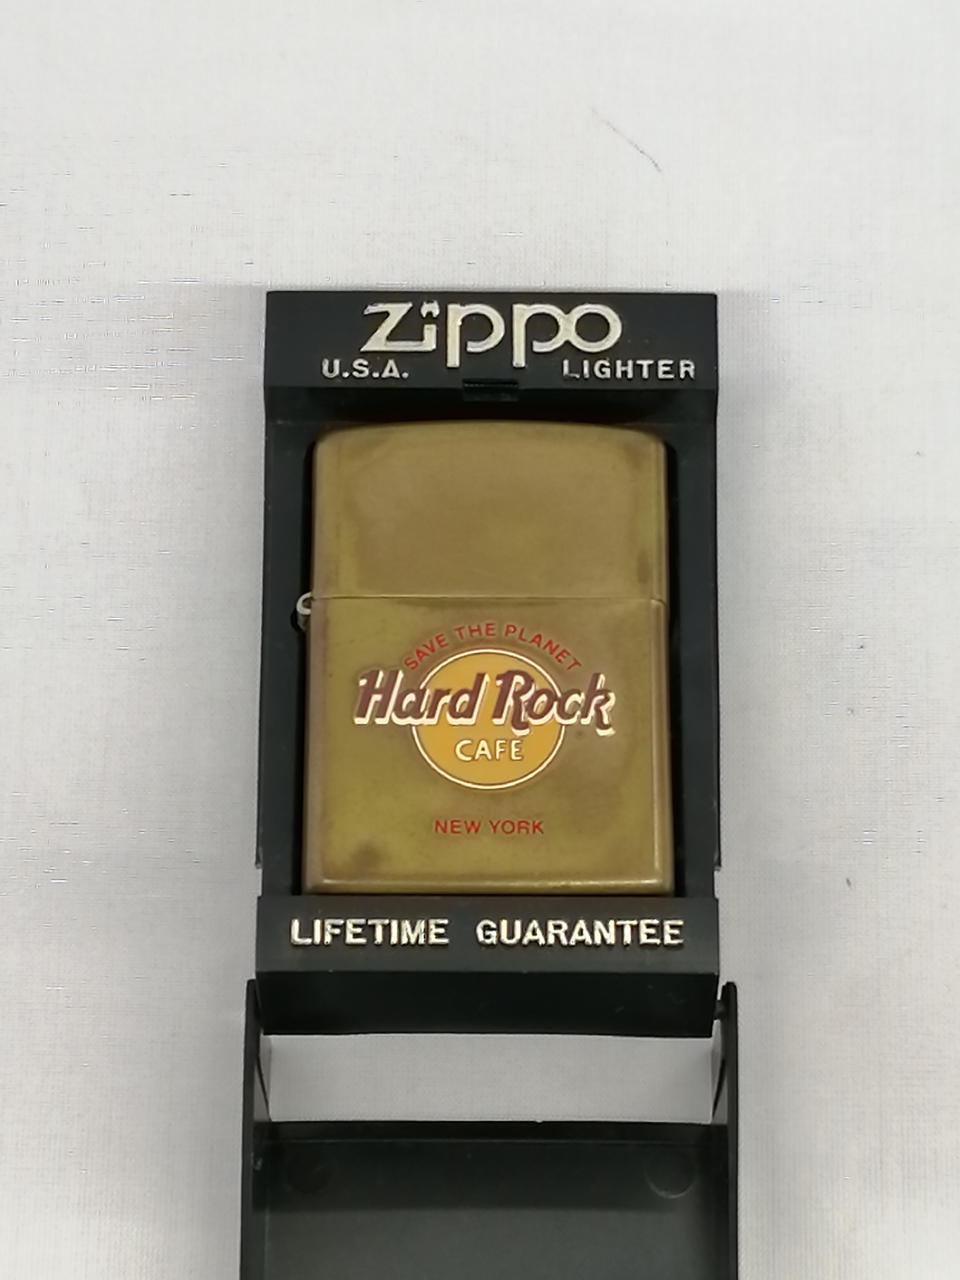 Zippo
U.S.A. LIGHTER
SAVE THE PLANET
Hard Rock
CAFE
NEW YORK
LIFETIME GUARANTEE